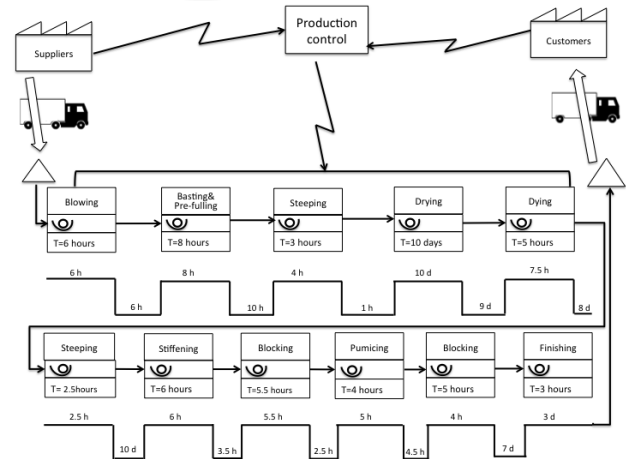 Suppliers
Production
control
Customers
Blowing
T=6 hours
Basting&
Pre-fulling
T=8 hours
Steeping
T=3 hours
Drying
T=10 days
Dying
T=5 hours
6 h
8 h
4 h
10 d
7.5 h
6 h
10 h
1 h
9 d
8 d
Steeping
T= 2.5hours
Stiffening
T=6 hours
Blocking
T=5.5 hours
Pumicing
T=4 hours
Blocking
T=5 hours
Finishing
T=3 hours
2.5 h
6 h
5.5 h
5 h
4 h
3 d
10 d
3.5 h
2.5 h
4.5 h
7 d